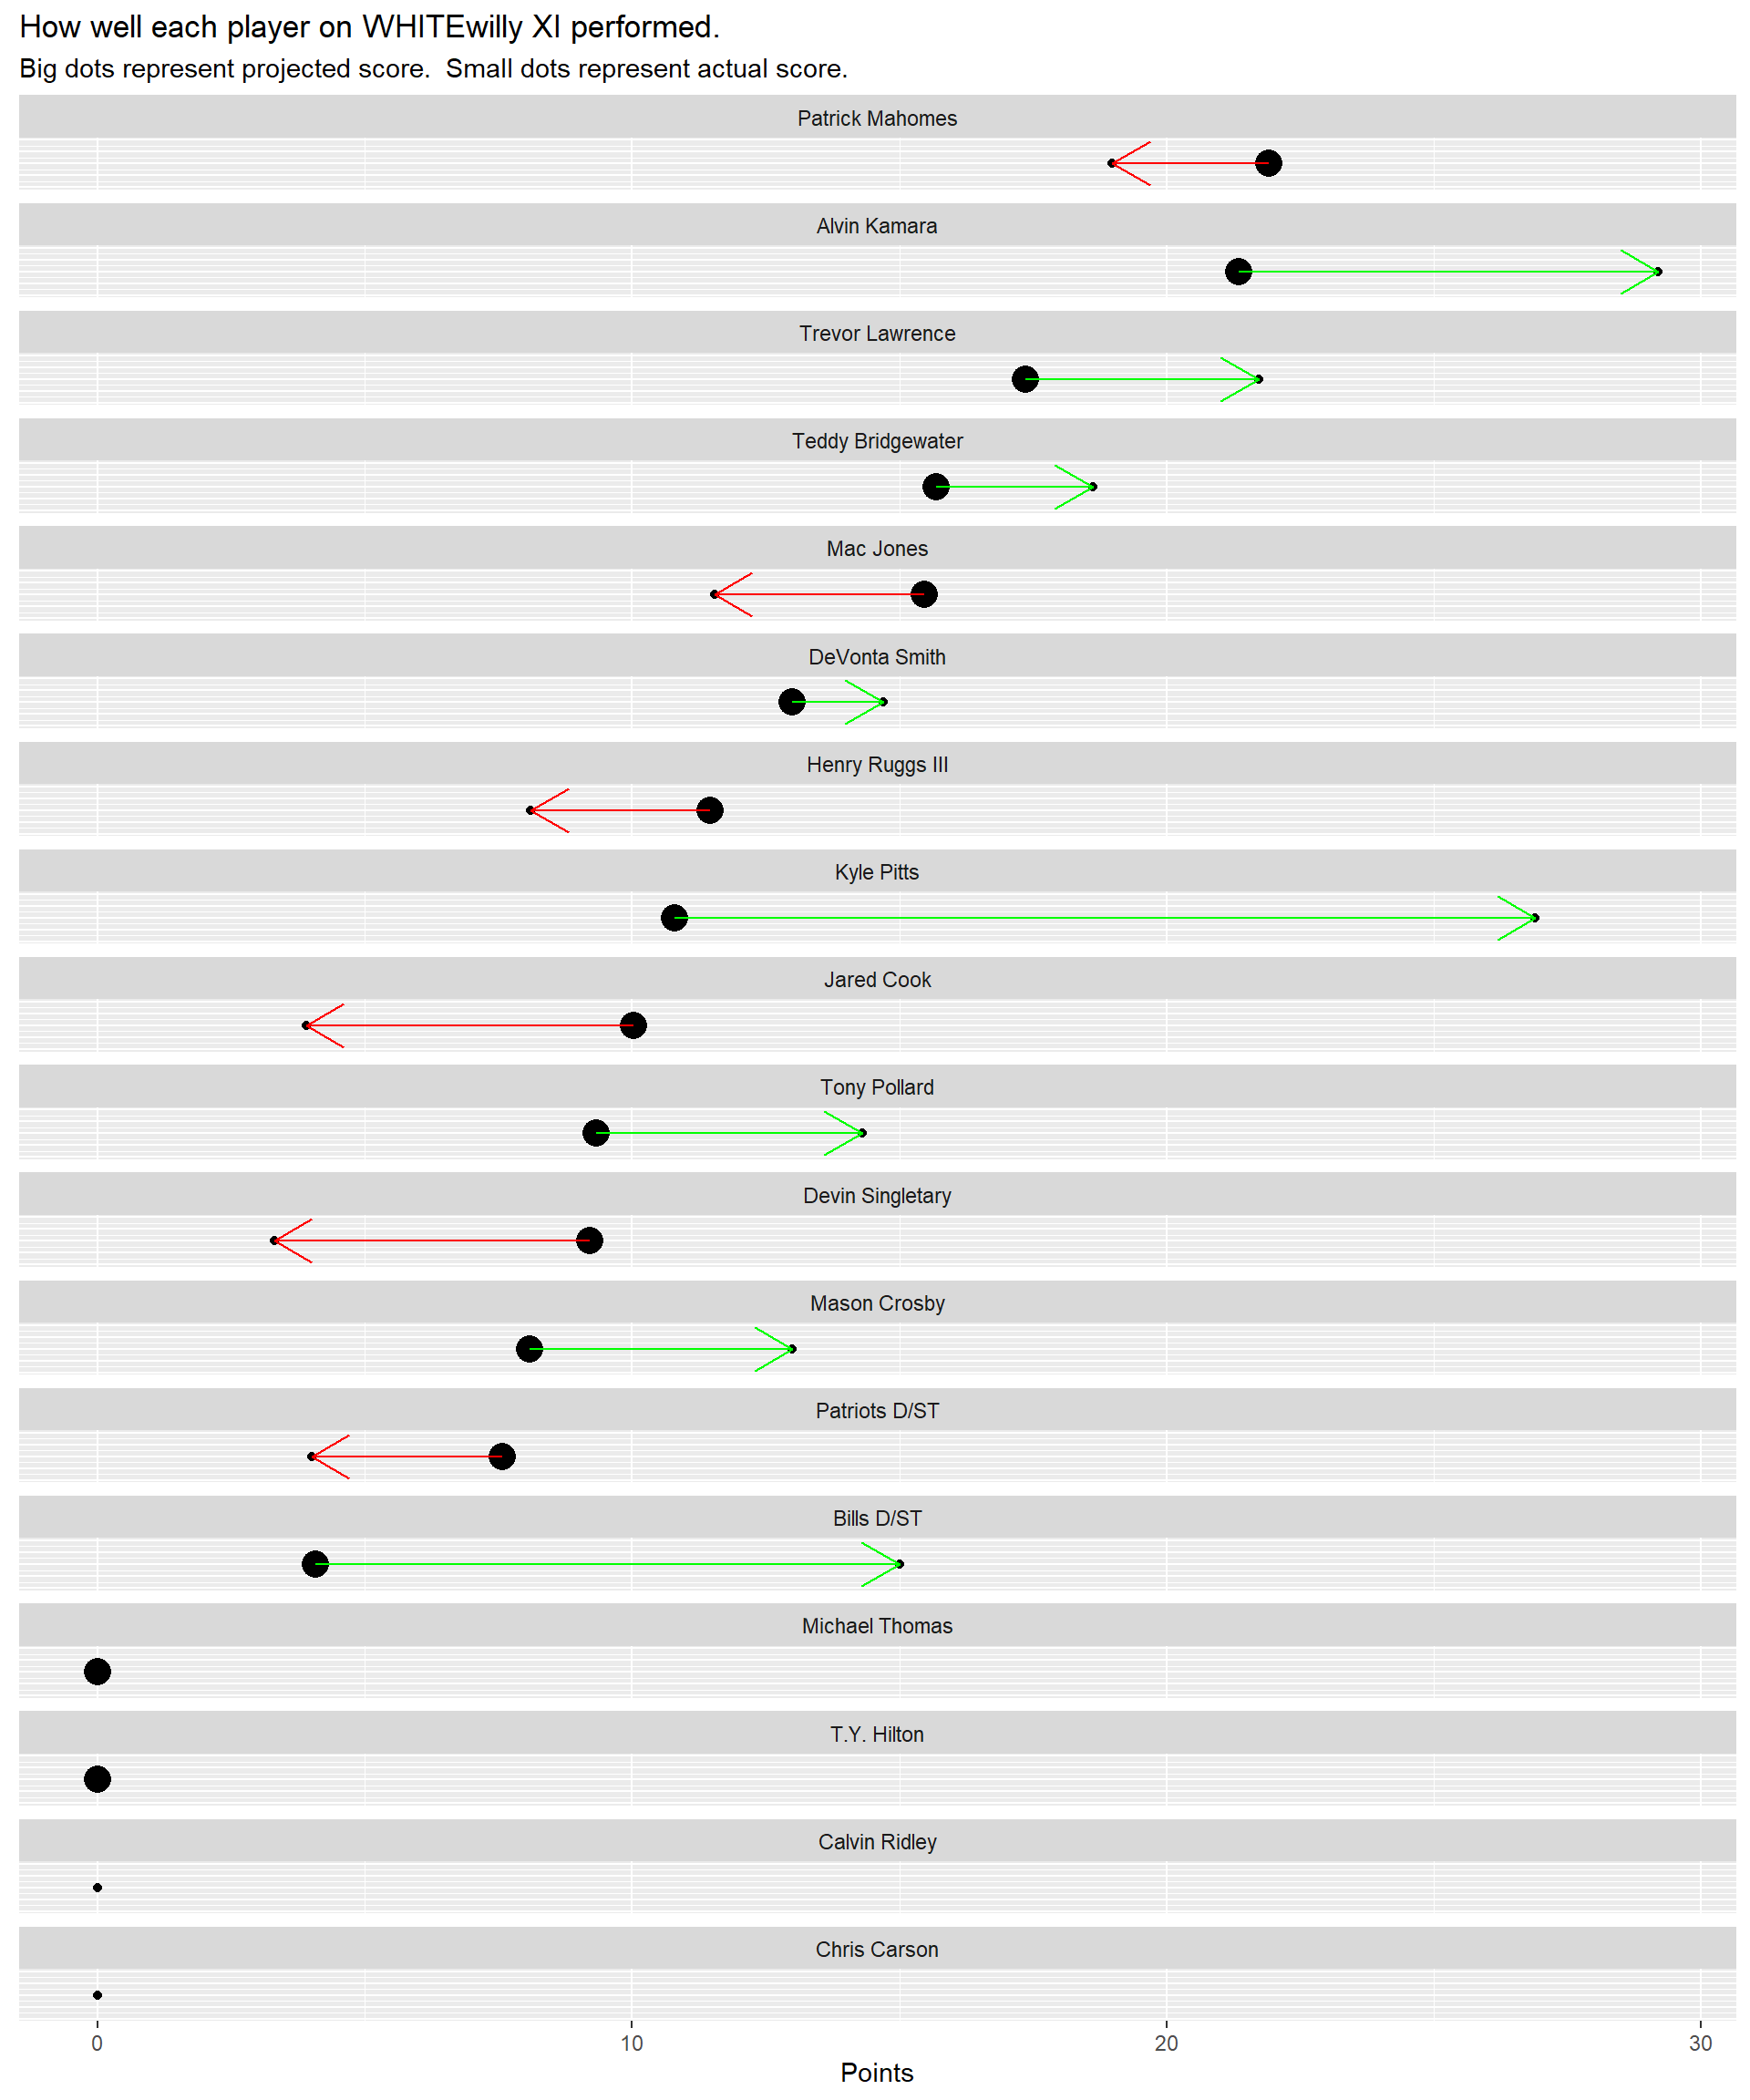 How well each player on WHITEwilly XI performed.
Big dots represent projected score.  Small dots represent actual score.
Patrick Mahomes
Alvin Kamara
Trevor Lawrence
Teddy Bridgewater
Mac Jones
DeVonta Smith
Henry Ruggs III
Kyle Pitts
Jared Cook
Tony Pollard
Devin Singletary
Mason Crosby
Patriots D/ST
Bills D/ST
Michael Thomas
T.Y. Hilton
Calvin Ridley
Chris Carson
0 10 20 30
Points